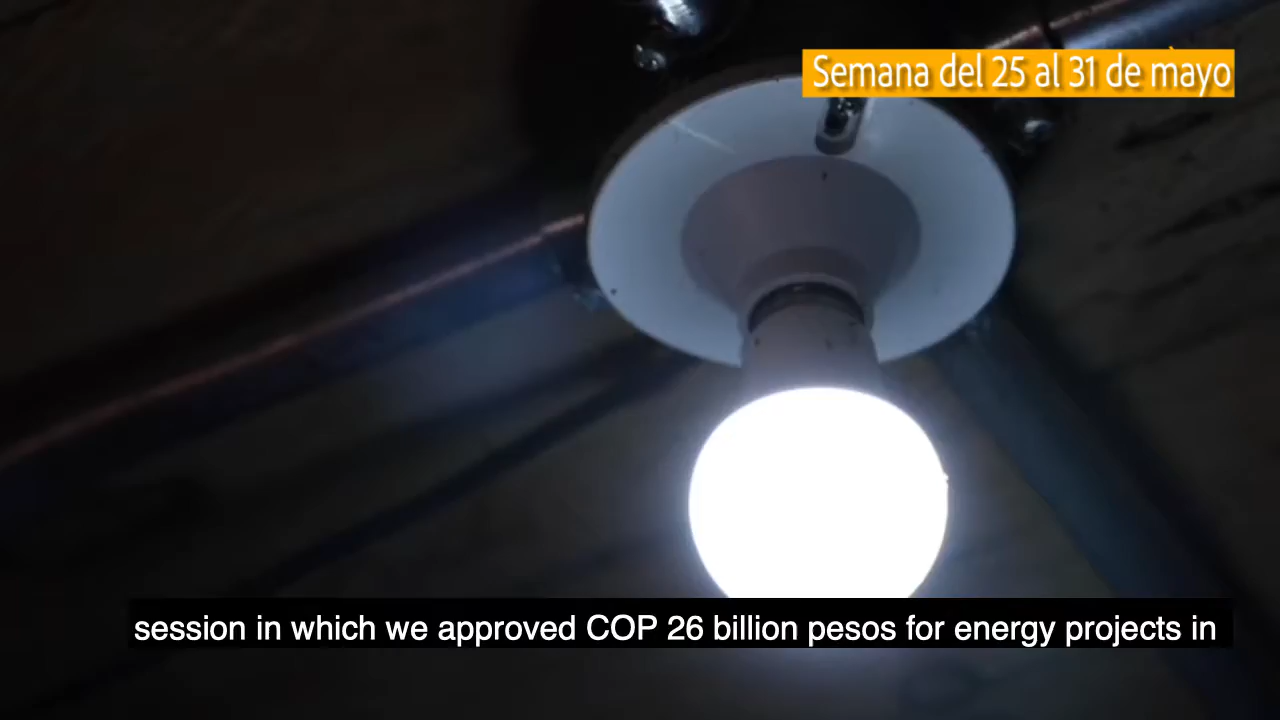 Semana del 25 al 31 de mayo
session in which we approved COP 26 billion pesos for energy projects in